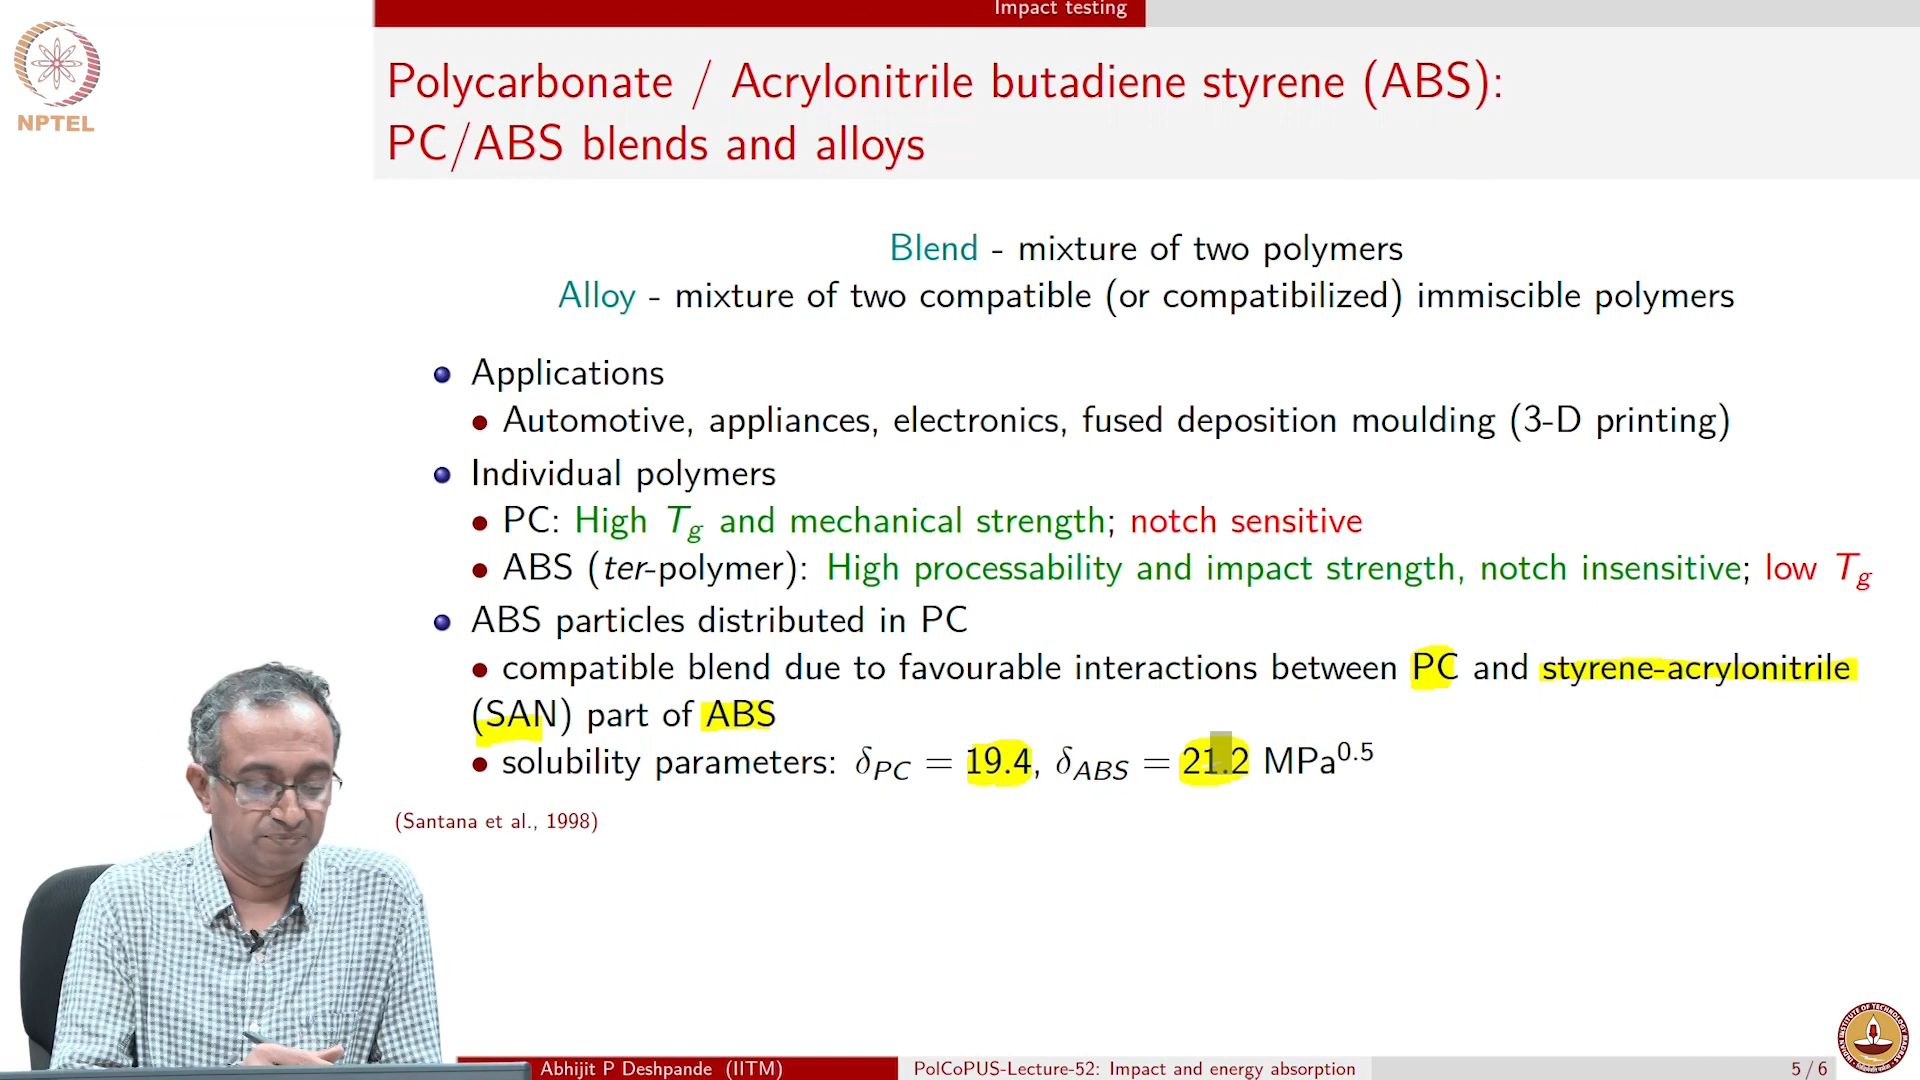 Impact testing
NPTEL
Polycarbonate / Acrylonitrile butadiene styrene (ABS):
PC/ABS blends and alloys
Blend - mixture of two polymers
Alloy - mixture of two compatible (or compatibilized) immiscible polymers
Applications
• Automotive, appliances, electronics, fused deposition moulding (3-D printing)
Individual polymers
• PC: High Tg and mechanical strength; notch sensitive
• ABS (ter-polymer): High processability and impact strength, notch insensitive; low Tg
ABS particles distributed in PC
• compatible blend due to favourable interactions between PC and styrene-acrylonitrile
(SAN) part of ABS
• solubility parameters: δPC = 19.4, δABS = 21.2 MPa^0.5
(Santana et al., 1998)
Abhijit P Deshpande (IITM) PolCoPUS-Lecture-52: Impact and energy absorption 5 / 6